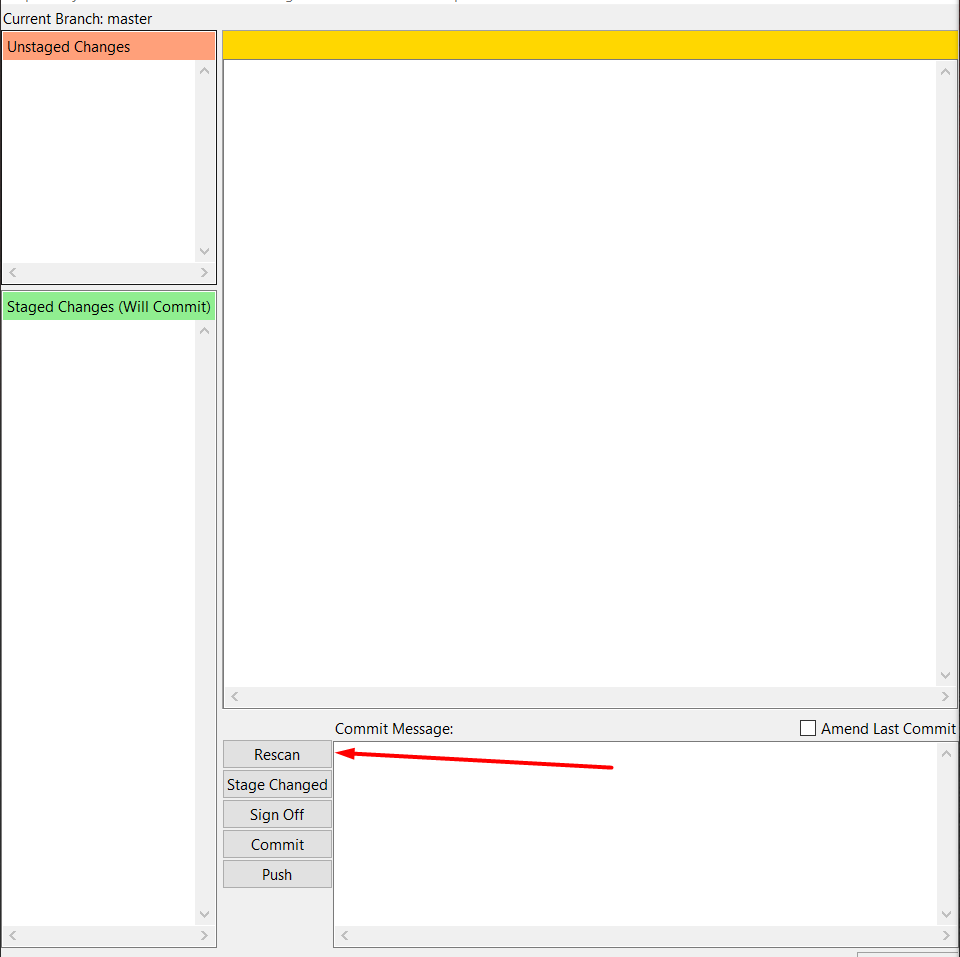 Current Branch: master
Unstaged Changes
Staged Changes (Will Commit)
Commit Message:
Amend Last Commit
Rescan
Stage Changed
Sign Off
Commit
Push